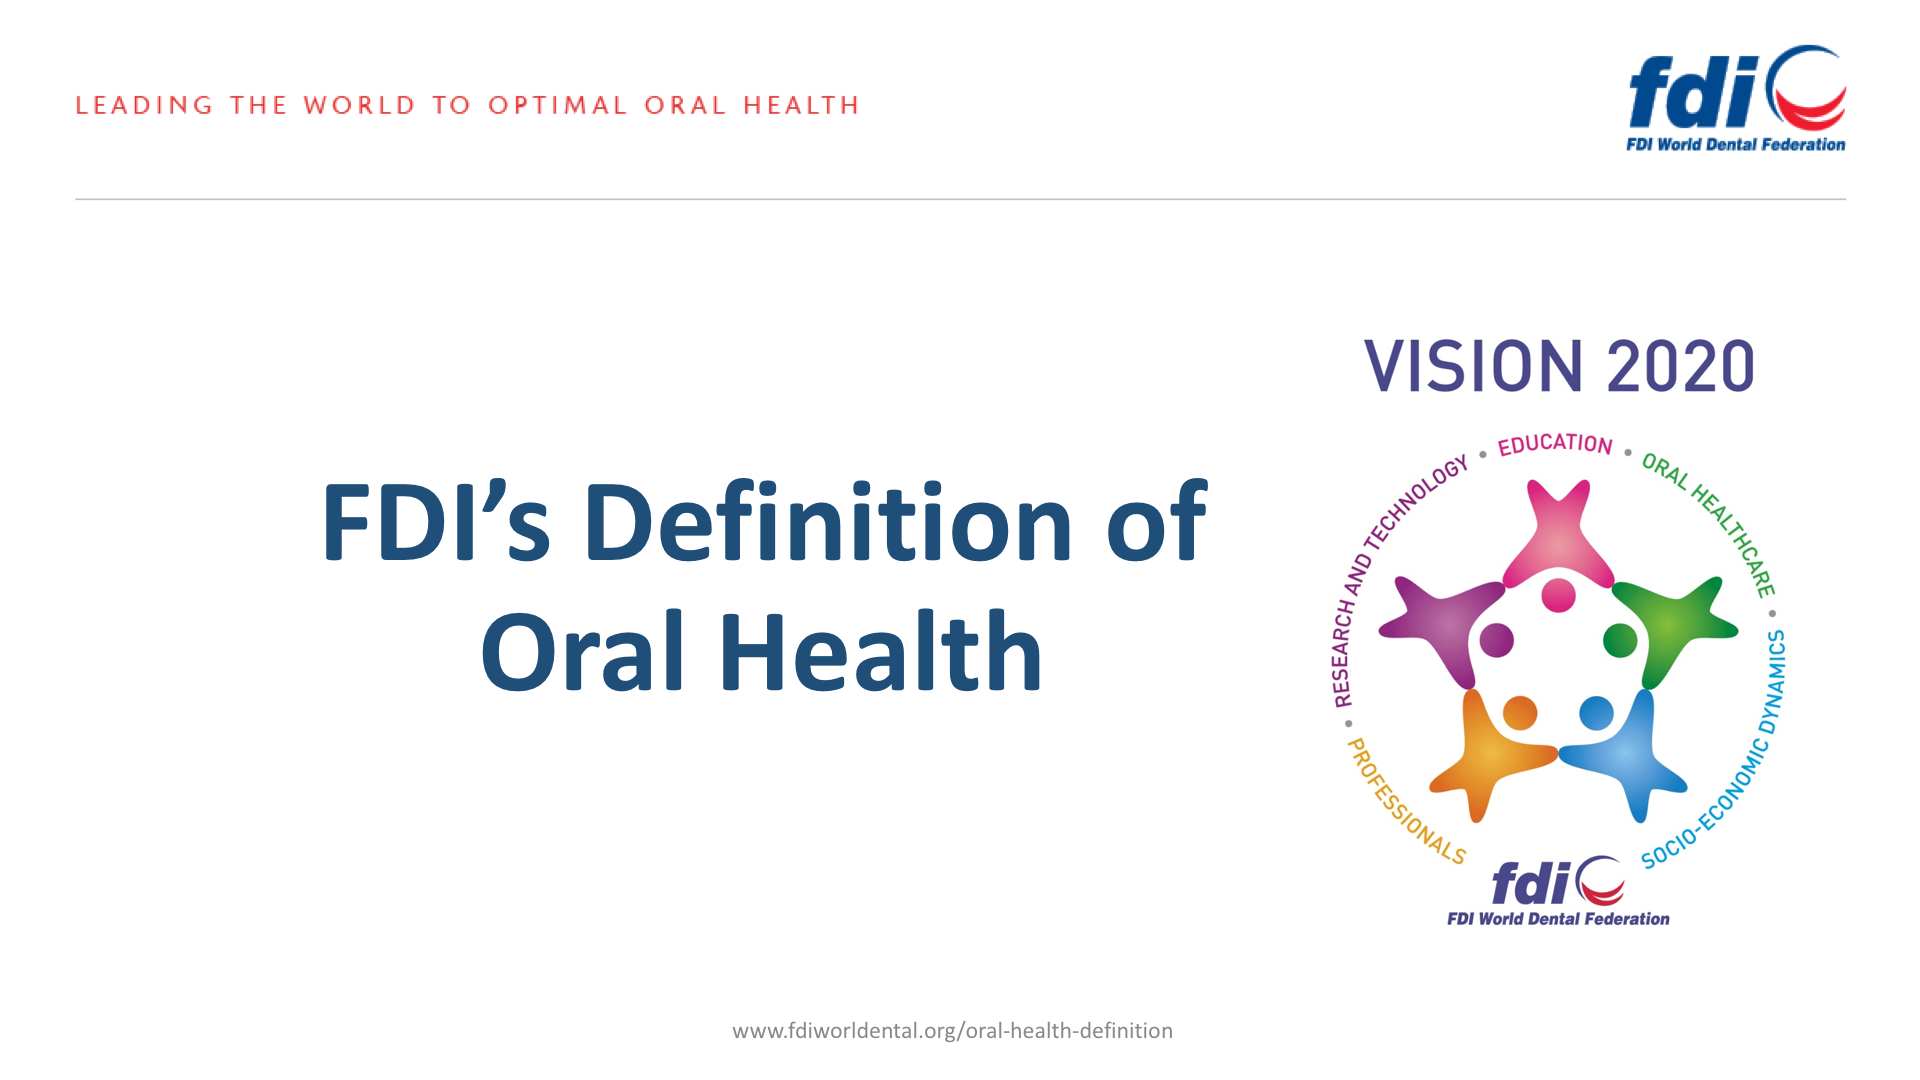 LEADING THE WORLD TO OPTIMAL ORAL HEALTH
fdi
FDI World Dental Federation
VISION 2020
FDI’s Definition of
Oral Health
RESEARCH AND TECHNOLOGY • EDUCATION • ORAL HEALTHCARE • SOCIO-ECONOMIC DYNAMICS
• PROFESSIONALS
fdi
FDI World Dental Federation
www.fdiworldental.org/oral-health-definition